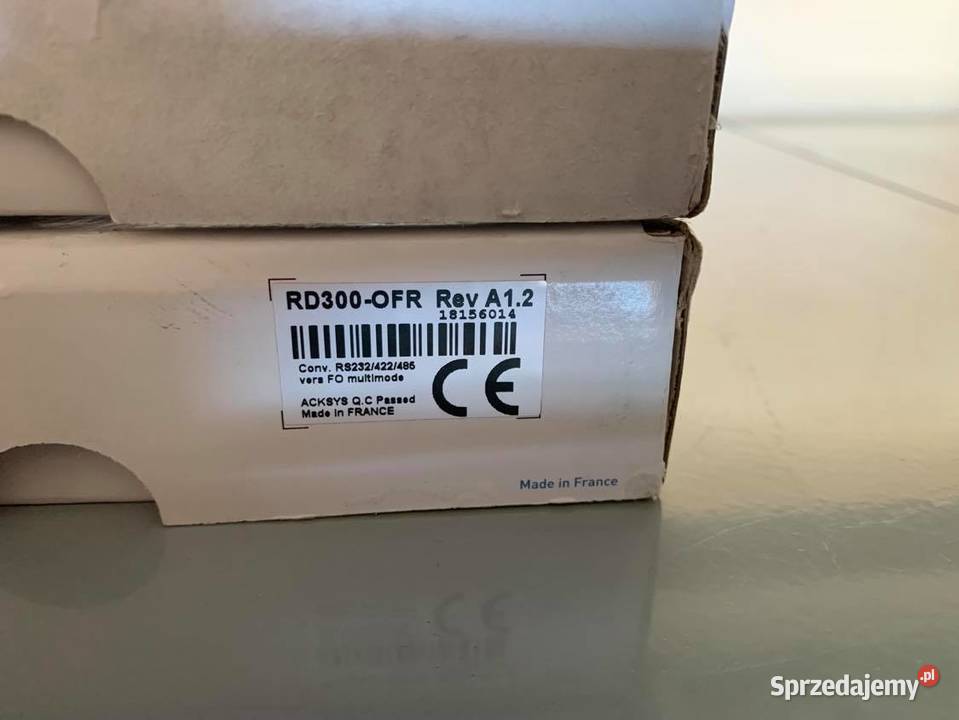 RD300-OFR Rev A1.2
18156014
Conv. RS232/422/485
vers FO multimode
ACKSYS Q.C Passed
Made in FRANCE
CE
Made in France
Sprzedajemy.pl